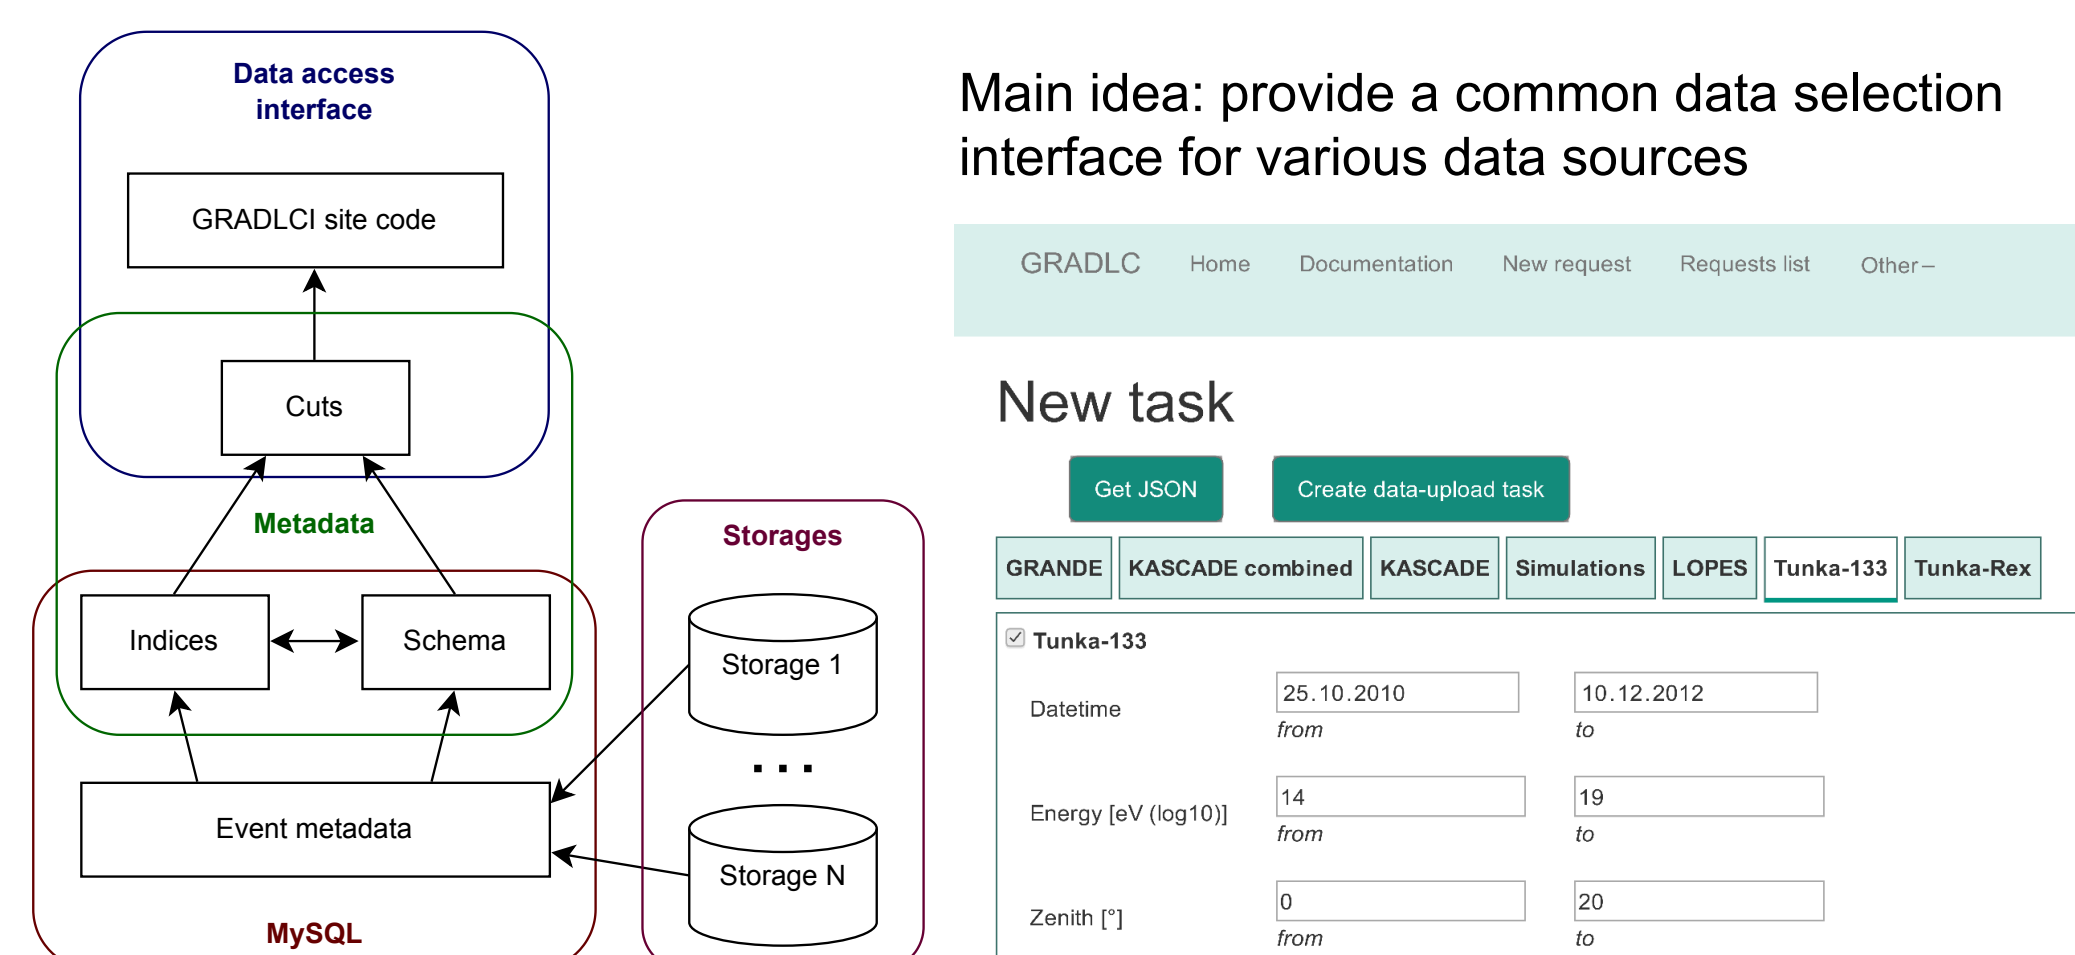 Data access
interface
GRADLCI site code
Cuts
Metadata
Indices
Schema
Event metadata
MySQL
Storages
Storage 1
...
Storage N
Main idea: provide a common data selection
interface for various data sources
GRADLC Home Documentation New request Requests list Other–
New task
Get JSON Create data-upload task
GRANDE KASCADE combined KASCADE Simulations LOPES Tunka-133 Tunka-Rex
Tunka-133
Datetime 25.10.2010 10.12.2012
from to
Energy [eV (log10)] 14 19
from to
Zenith [°] 0 20
from to